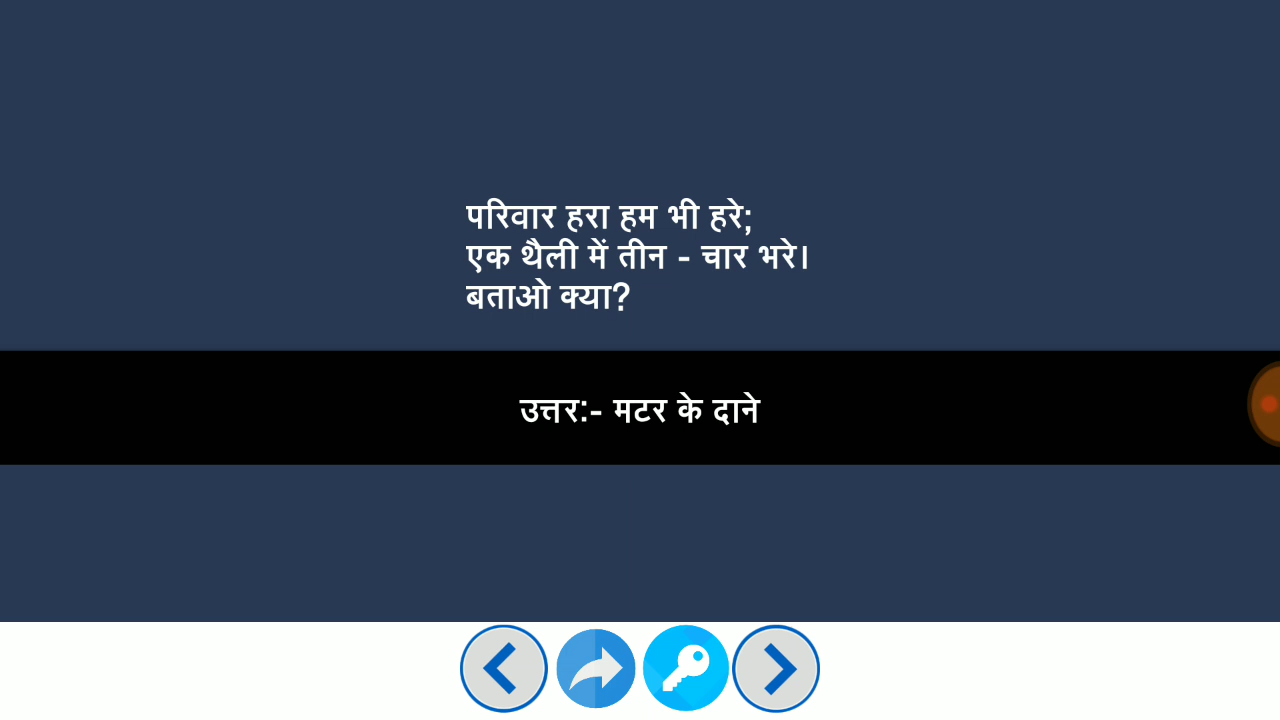 परिवार हरा हम भी हरे;
एक थैली में तीन - चार भरे।
बताओ क्या?
उत्तर:- मटर के दाने